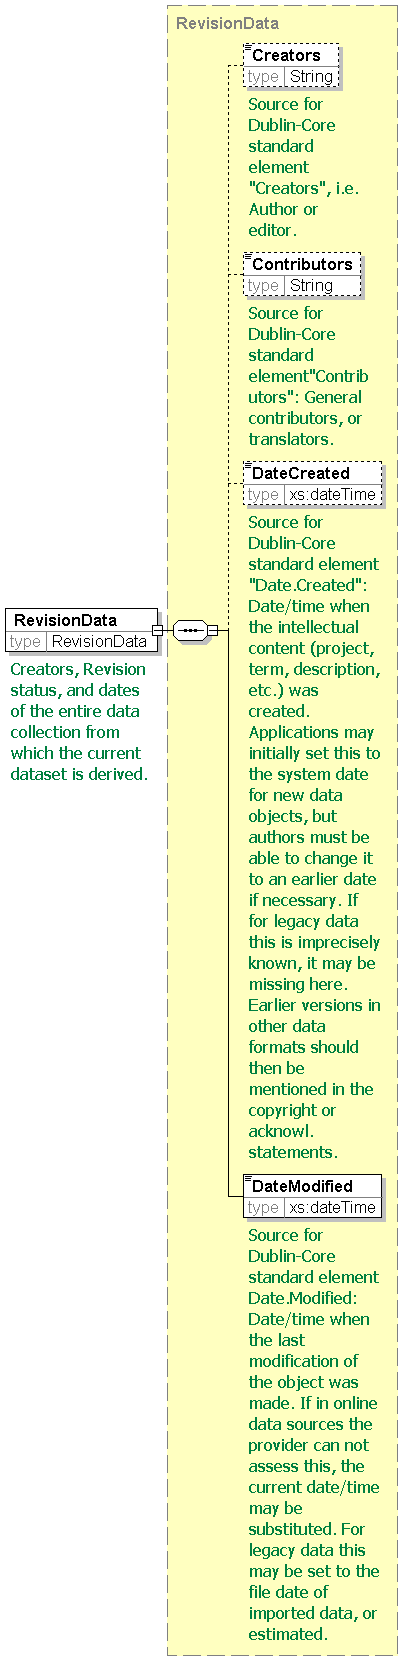 RevisionData
Creators
type String
Source for
Dublin-Core
standard
element
"Creators", i.e.
Author or
editor.
Contributors
type String
Source for
Dublin-Core
standard
element"Contrib
utors": General
contributors, or
translators.
DateCreated
type xs:dateTime
Source for
Dublin-Core
standard element
"Date.Created":
Date/time when
the intellectual
content (project,
term, description,
etc.) was
created.
Applications may
initially set this to
the system date
for new data
objects, but
authors must be
able to change it
to an earlier date
if necessary. If
for legacy data
this is imprecisely
known, it may be
missing here.
Earlier versions in
other data
formats should
then be
mentioned in the
copyright or
acknowl.
statements.
RevisionData
type RevisionData
Creators, Revision
status, and dates
of the entire data
collection from
which the current
dataset is derived.
DateModified
type xs:dateTime
Source for
Dublin-Core
standard element
Date.Modified:
Date/time when
the last
modification of
the object was
made. If in online
data sources the
provider can not
assess this, the
current date/time
may be
substituted. For
legacy data this
may be set to the
file date of
imported data, or
estimated.